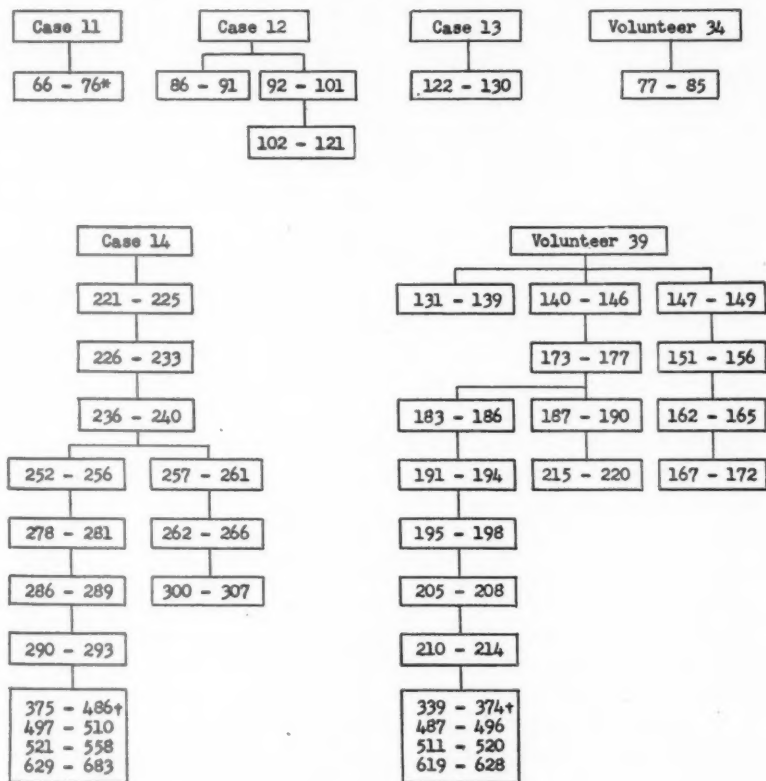 Case 11 Case 12 Case 13 Volunteer 34
66 - 76* 86 - 91 92 - 101 122 - 130 77 - 85
102 - 121
Case 14 Volunteer 39
221 - 225 131 - 139 140 - 146 147 - 149
226 - 233 173 - 177 151 - 156
236 - 240 183 - 186 187 - 190 162 - 165
252 - 256 257 - 261 191 - 194 215 - 220 167 - 172
278 - 281 262 - 266 195 - 198
286 - 289 300 - 307 205 - 208
290 - 293 210 - 214
375 - 486† 339 - 374†
497 - 510 487 - 496
521 - 558 511 - 520
629 - 683 619 - 628